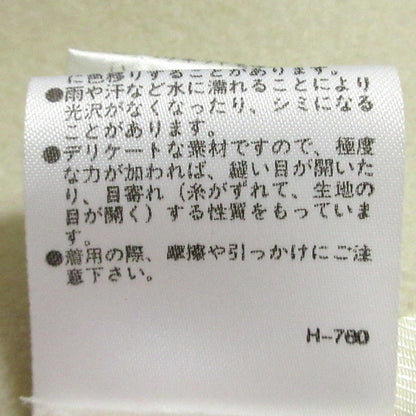 に色移りすることがあります。
●雨や汗など水に濡れることにより
光沢がなくなったり、シミになる
ことがあります。
●デリケートな素材ですので、極度
な力が加われば、縫い目が開いた
り、目寄れ（糸がずれて、生地の
目が開く）する性質をもっていま
す。
●着用の際、摩擦や引っかけにご注
意下さい。
H-780